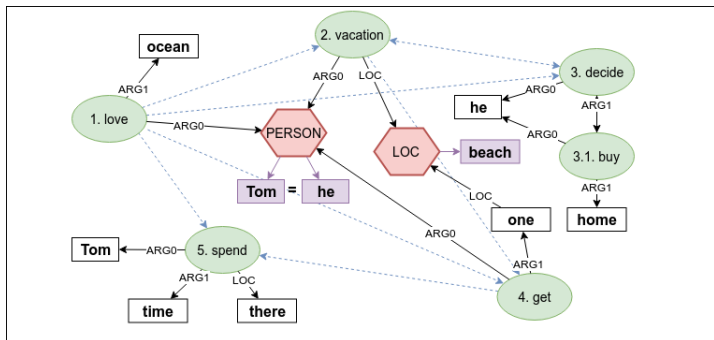 2. vacation
ocean
ARG1
ARG0
LOC
3. decide
ARG0
he
ARG1
1. love
ARG0
PERSON
LOC
beach
ARG0
3.1. buy
Tom = he
LOC
ARG1
one
home
ARG0
Tom
ARG0
5. spend
ARG1
LOC
ARG1
time
there
4. get